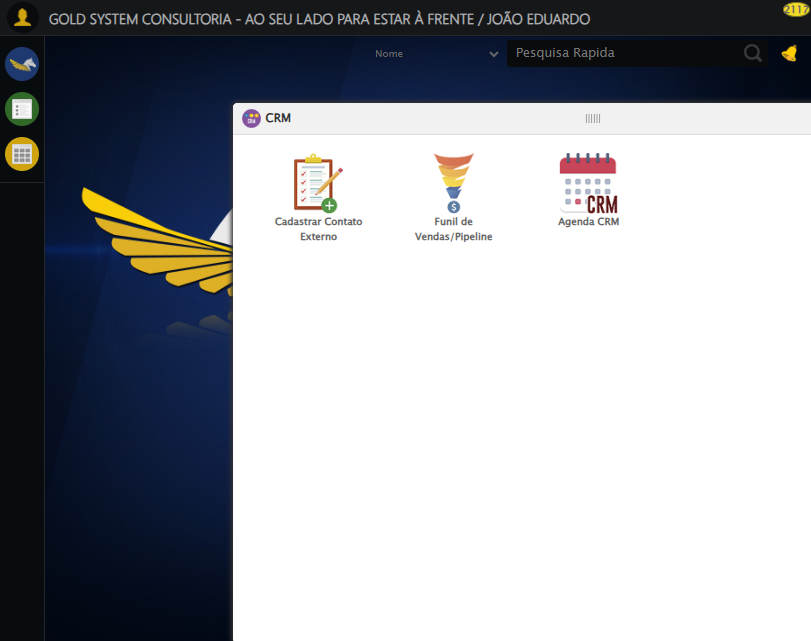 GOLD SYSTEM CONSULTORIA - AO SEU LADO PARA ESTAR À FRENTE / JOÃO EDUARDO
2117
Nome
Pesquisa Rapida
CRM
CRM
Cadastrar Contato
Externo
$
Funil de
Vendas/Pipeline
CRM
Agenda CRM